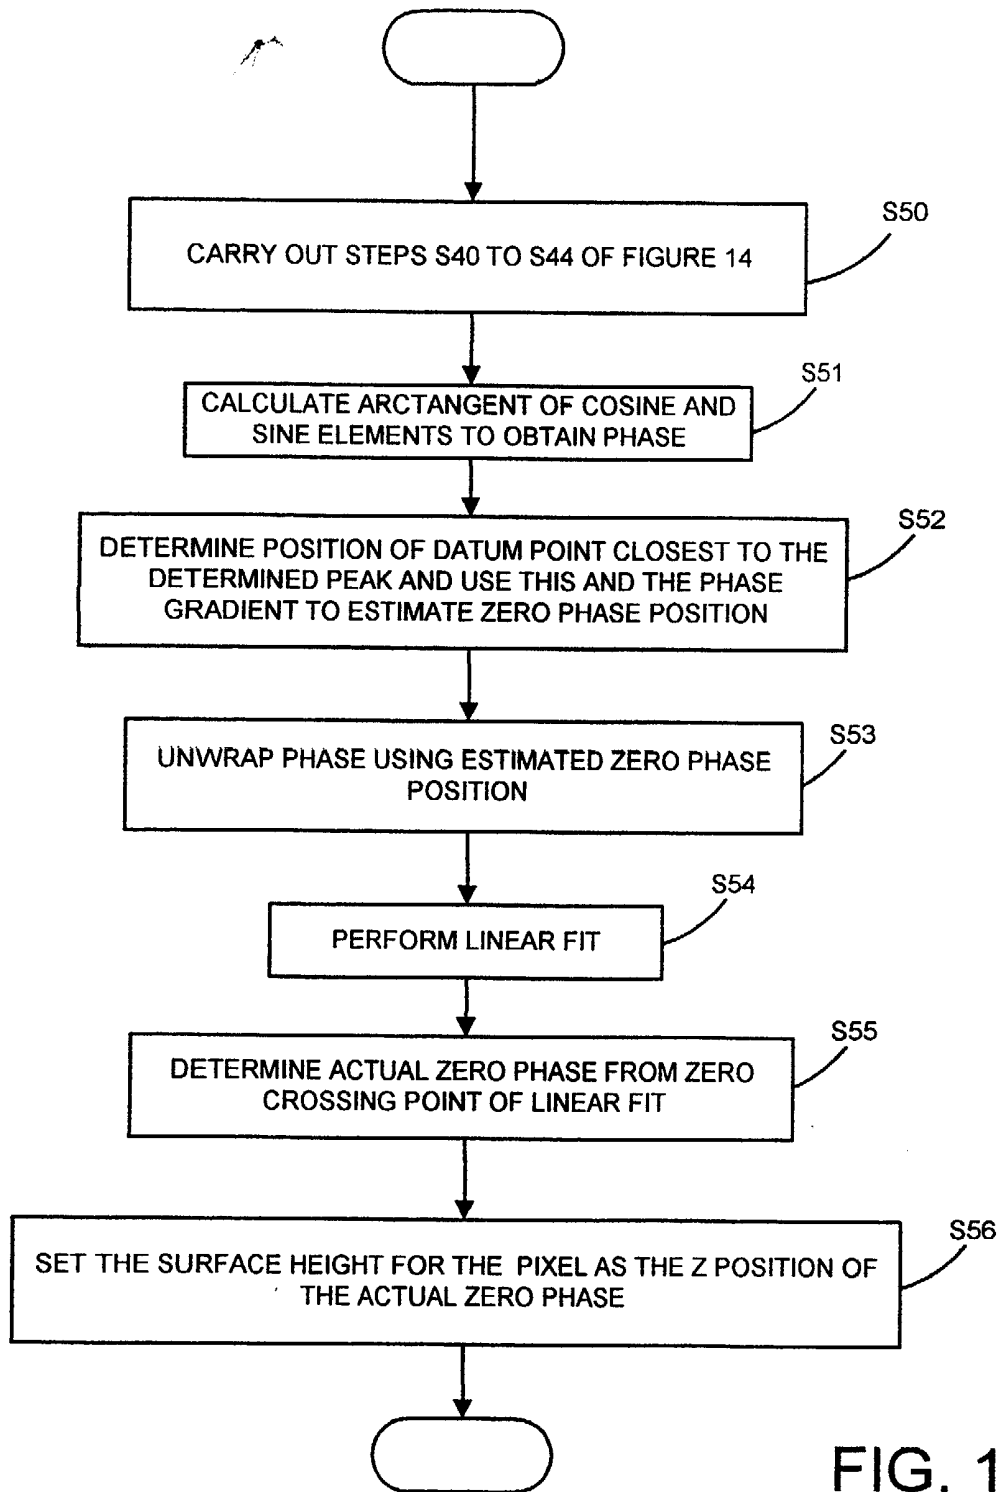 S50
CARRY OUT STEPS S40 TO S44 OF FIGURE 14
S51
CALCULATE ARCTANGENT OF COSINE AND
SINE ELEMENTS TO OBTAIN PHASE
S52
DETERMINE POSITION OF DATUM POINT CLOSEST TO THE
DETERMINED PEAK AND USE THIS AND THE PHASE
GRADIENT TO ESTIMATE ZERO PHASE POSITION
S53
UNWRAP PHASE USING ESTIMATED ZERO PHASE
POSITION
S54
PERFORM LINEAR FIT
S55
DETERMINE ACTUAL ZERO PHASE FROM ZERO
CROSSING POINT OF LINEAR FIT
S56
SET THE SURFACE HEIGHT FOR THE PIXEL AS THE Z POSITION OF
THE ACTUAL ZERO PHASE
FIG. 1